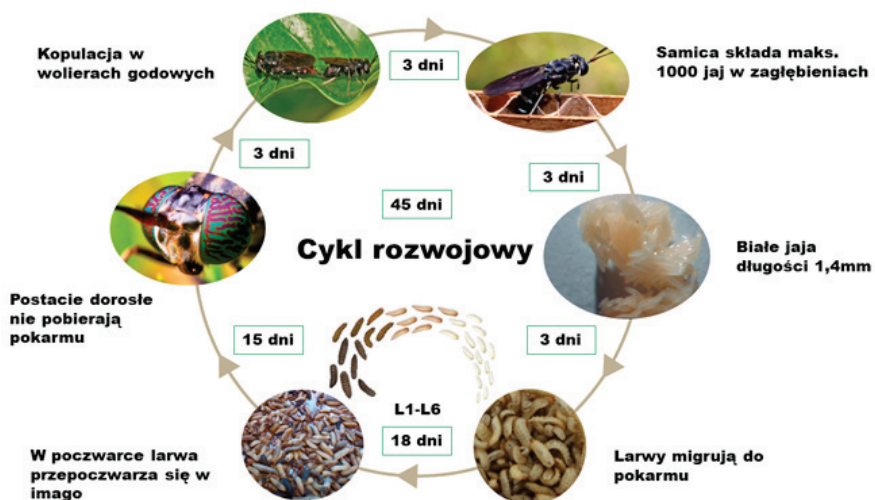 Kopulacja w
wolierach godowych
3 dni
Samica składa maks.
1000 jaj w zagłębieniach
3 dni
3 dni
45 dni
Cykl rozwojowy
Białe jaja
długości 1,4mm
Postacie dorosłe
nie pobierają
pokarmu
15 dni
3 dni
L1-L6
18 dni
W poczwarce larwa
przepoczwarza się w
imago
Larwy migrują do
pokarmu